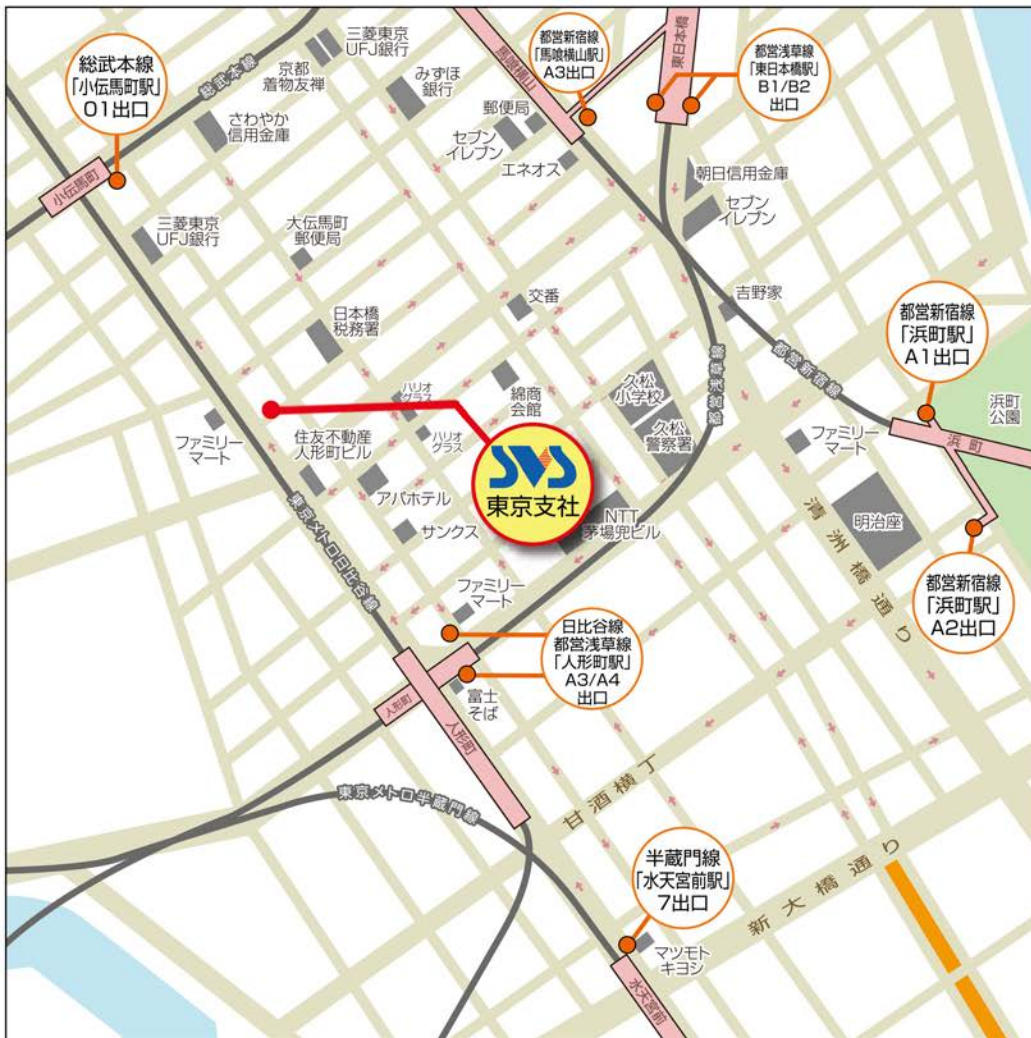 総武本線
「小伝馬町駅」
01出口
総武本線
京都
着物友禅
三菱東京
UFJ銀行
みずほ
銀行
さわやか
信用金庫
郵便局
セブン
イレブン
エネオス
馬喰横山
都営新宿線
「馬喰横山駅」
A3出口
東日本橋
都営浅草線
「東日本橋駅」
B1/B2
出口
朝日信用金庫
セブン
イレブン
小伝馬町
三菱東京
UFJ銀行
大伝馬町
郵便局
日本橋
税務署
交番
吉野家
都営浅草線
都営新宿線
都営新宿線
「浜町駅」
A1出口
浜町
公園
浜町
ファミリー
マート
ハリオ
グラス
ハリオ
グラス
綿商
会館
久松
小学校
久松
警察署
ファミリー
マート
住友不動産
人形町ビル
アパホテル
サンクス
SVS
東京支社
NTT
茅場兜ビル
明治座
清洲橋通り
都営新宿線
「浜町駅」
A2出口
東京メトロ日比谷線
ファミリー
マート
日比谷線
都営浅草線
「人形町駅」
A3/A4
出口
人形町
人形町
富士
そば
東京メトロ半蔵門線
甘酒横丁
新大橋通り
半蔵門線
「水天宮前駅」
7出口
マツモト
キヨシ
水天宮前